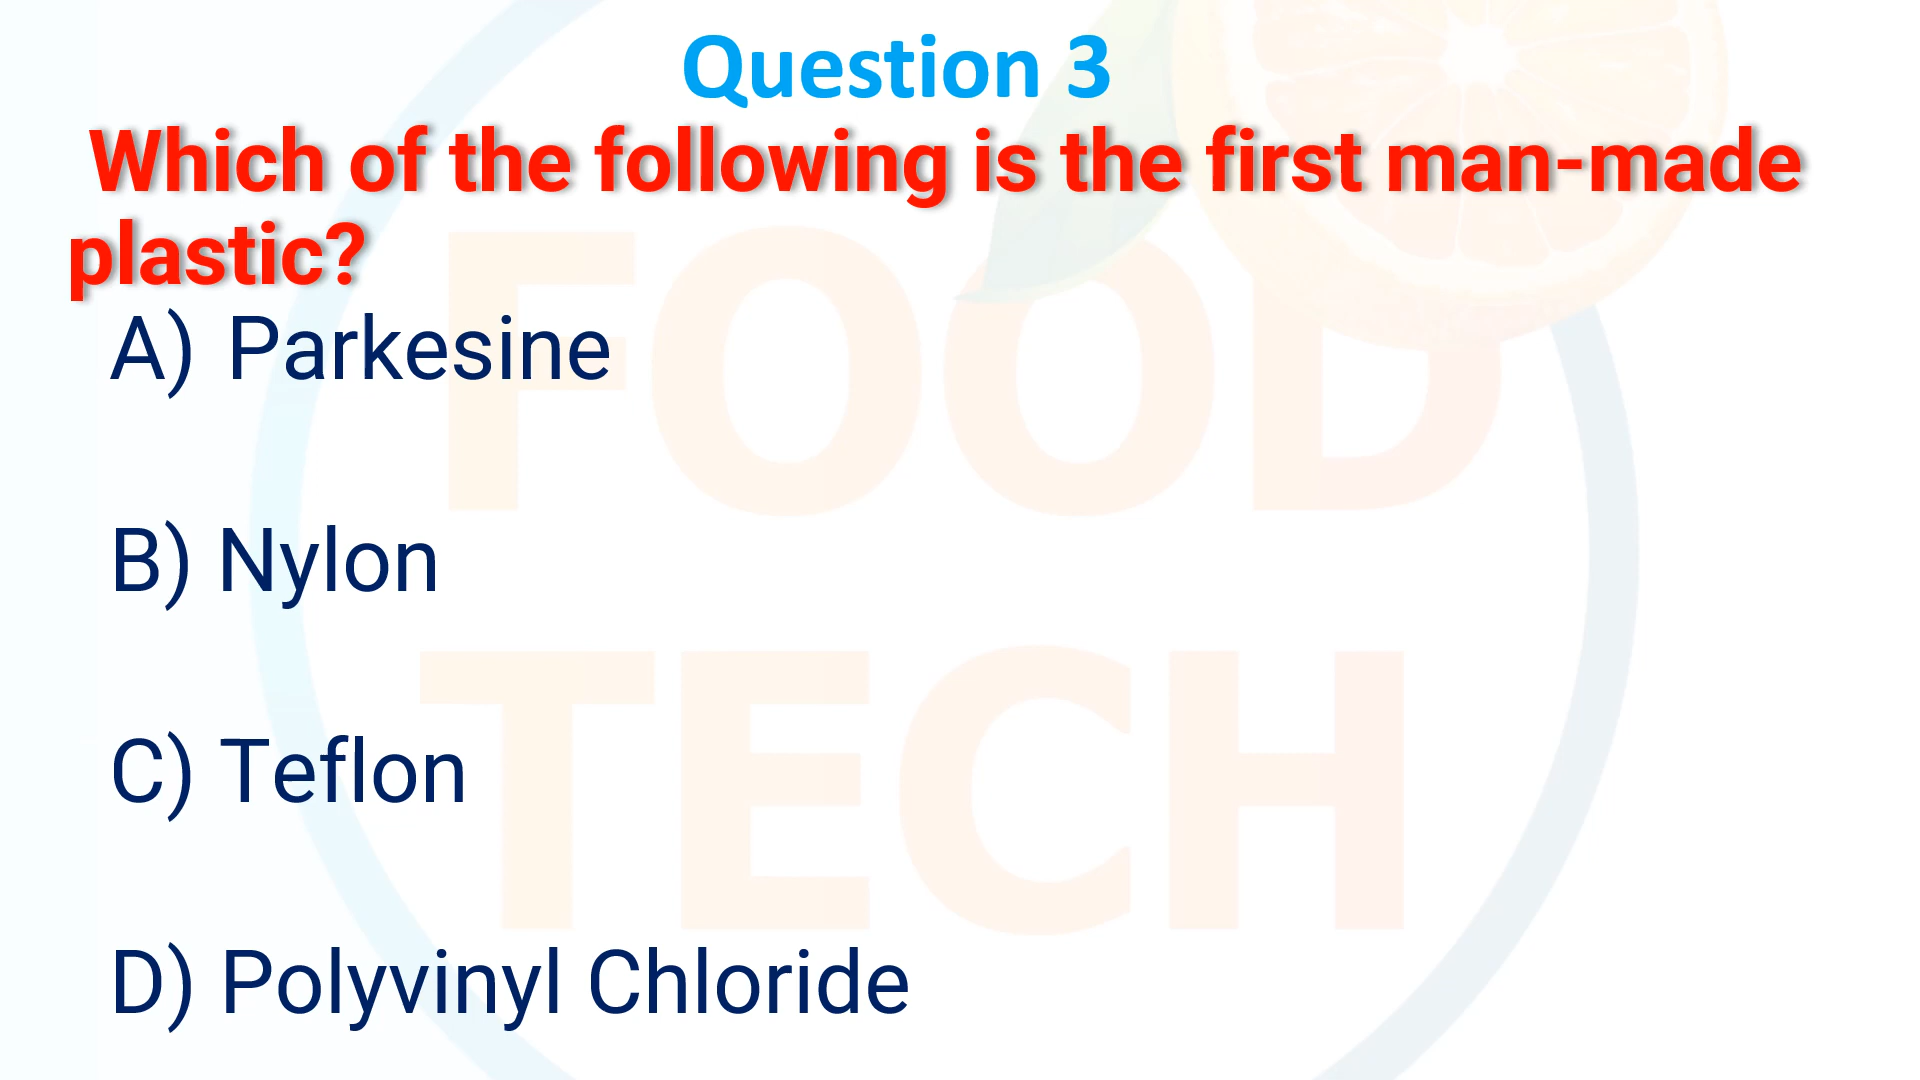 Question 3
Which of the following is the first man-made
plastic?
A) Parkesine
B) Nylon
C) Teflon
D) Polyvinyl Chloride
FOOD
TECH